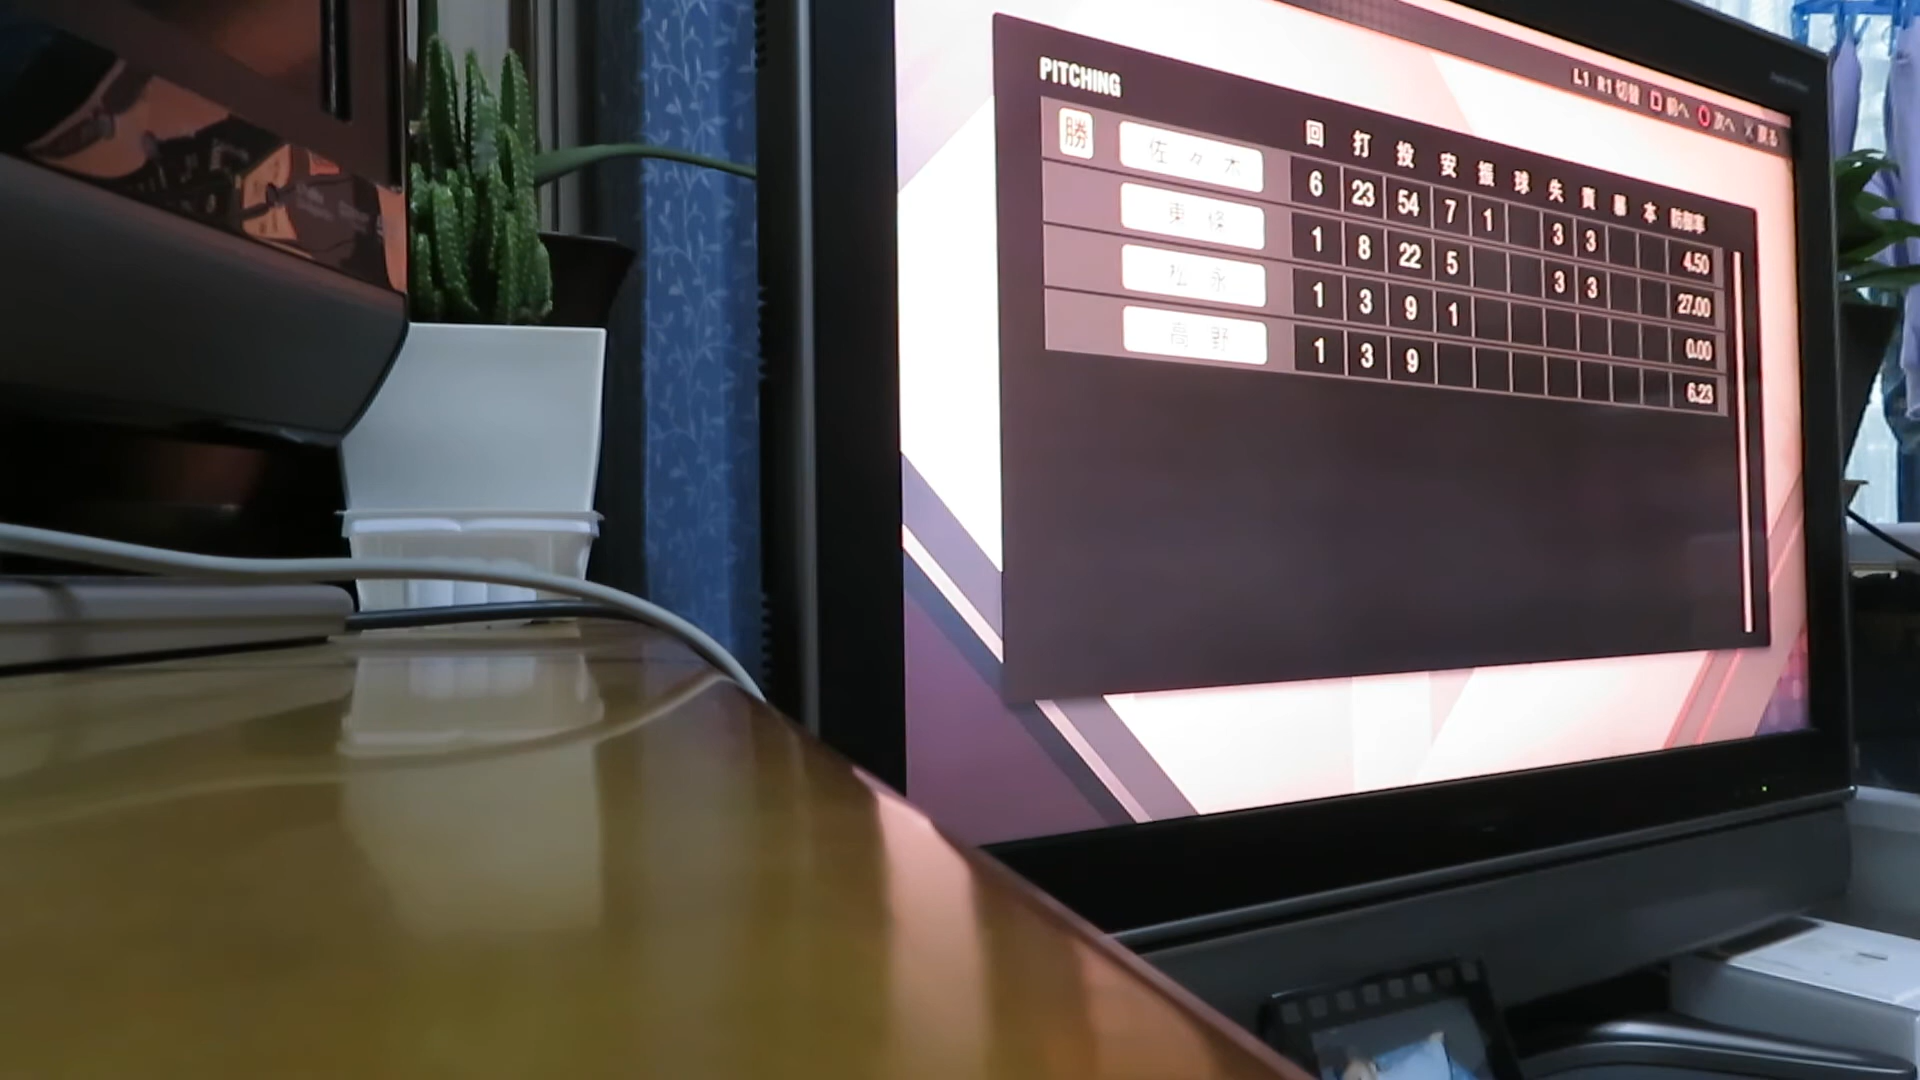 L1 R1 切替 □ 前へ ○ 次へ × 戻る
PITCHING
回 打 投 安 振 球 失 責 暴 本 防御率
勝 佐々木 6 23 54 7 1 3 3 4.50
東條 1 8 22 5 3 3 27.00
松永 1 3 9 1 0.00
高野 1 3 9 6.23